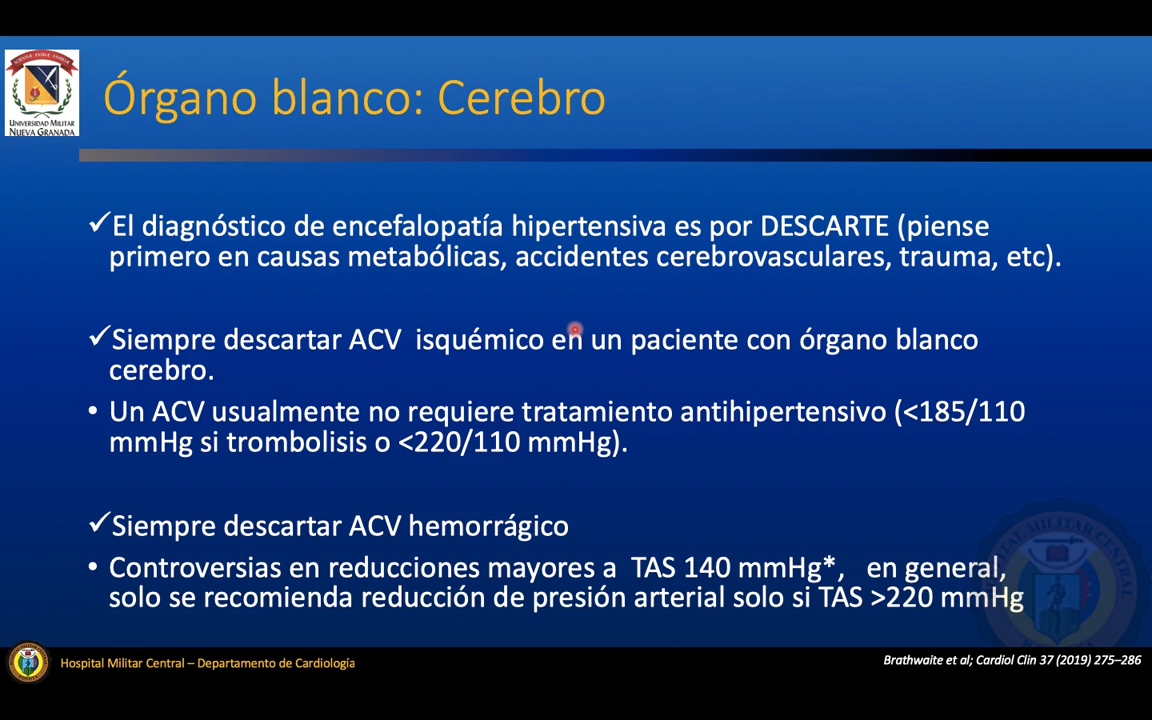 UNIVERSIDAD MILITAR
NUEVA GRANADA
Órgano blanco: Cerebro
✓El diagnóstico de encefalopatía hipertensiva es por DESCARTE (piense
primero en causas metabólicas, accidentes cerebrovasculares, trauma, etc).
✓Siempre descartar ACV isquémico en un paciente con órgano blanco
cerebro.
• Un ACV usualmente no requiere tratamiento antihipertensivo (<185/110
mmHg si trombolisis o <220/110 mmHg).
✓Siempre descartar ACV hemorrágico
• Controversias en reducciones mayores a TAS 140 mmHg*, en general,
solo se recomienda reducción de presión arterial solo si TAS >220 mmHg
Hospital Militar Central – Departamento de Cardiología
Brathwaite et al; Cardiol Clin 37 (2019) 275–286